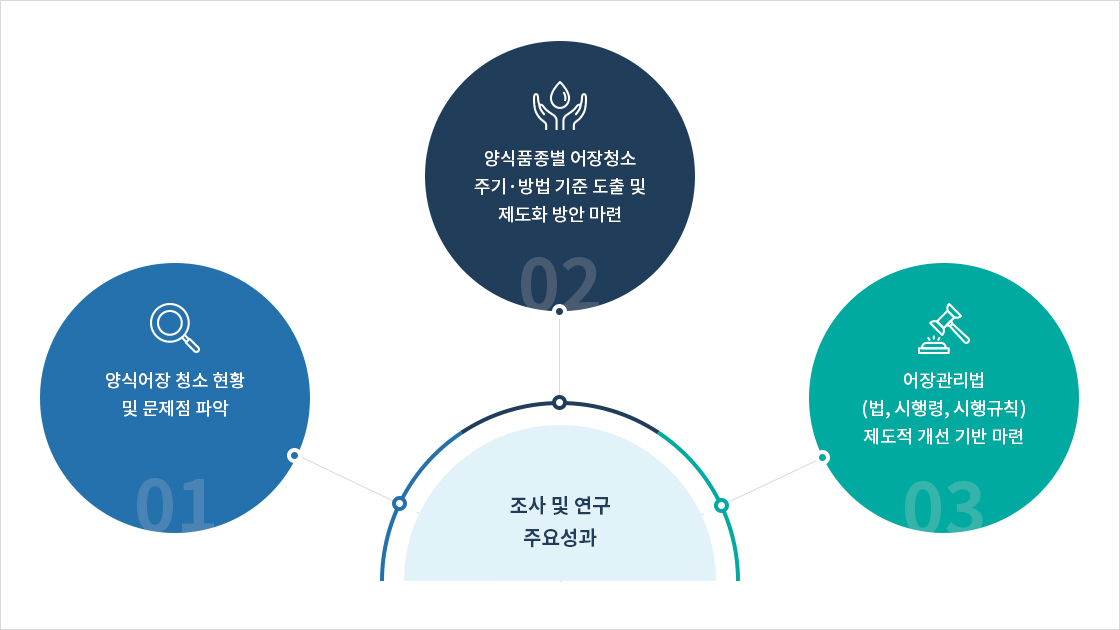 양식품종별 어장청소
주기·방법 기준 도출 및
제도화 방안 마련
02
양식어장 청소 현황
및 문제점 파악
01
어장관리법
(법, 시행령, 시행규칙)
제도적 개선 기반 마련
03
조사 및 연구
주요성과